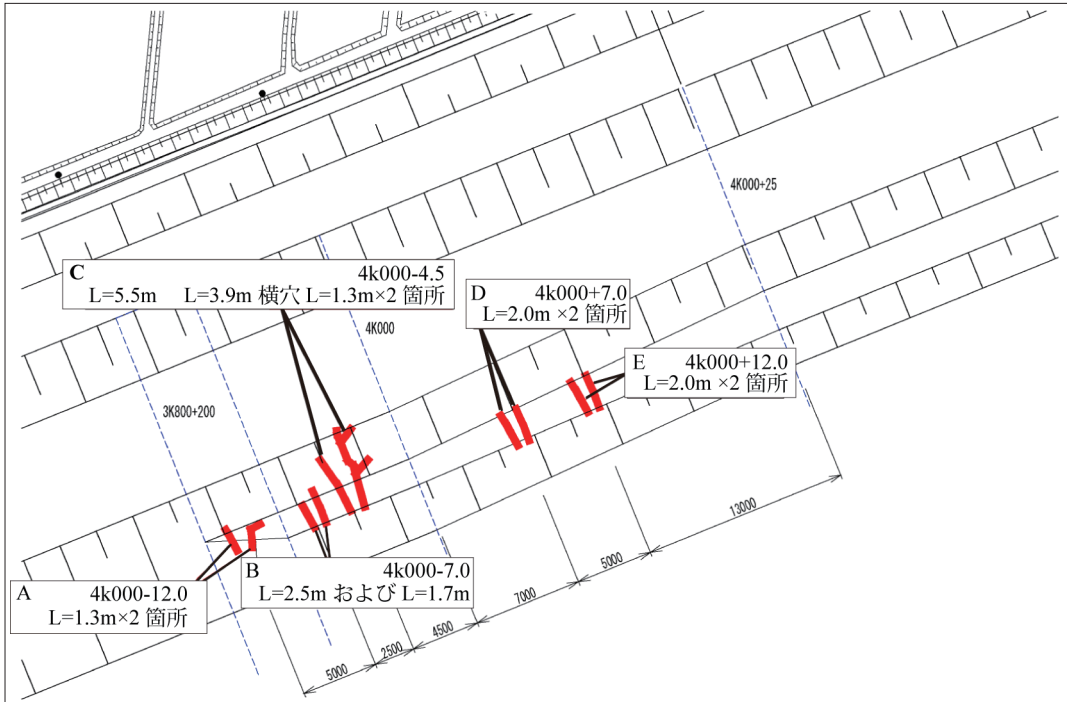 4K000+25
C 4k000-4.5
L=5.5m L=3.9m 横穴 L=1.3m×2 箇所
D 4k000+7.0
L=2.0m ×2 箇所
4K000
E 4k000+12.0
L=2.0m ×2 箇所
3K800+200
A 4k000-12.0
L=1.3m×2 箇所
B 4k000-7.0
L=2.5m および L=1.7m
5000
2500
4500
7000
5000
13000